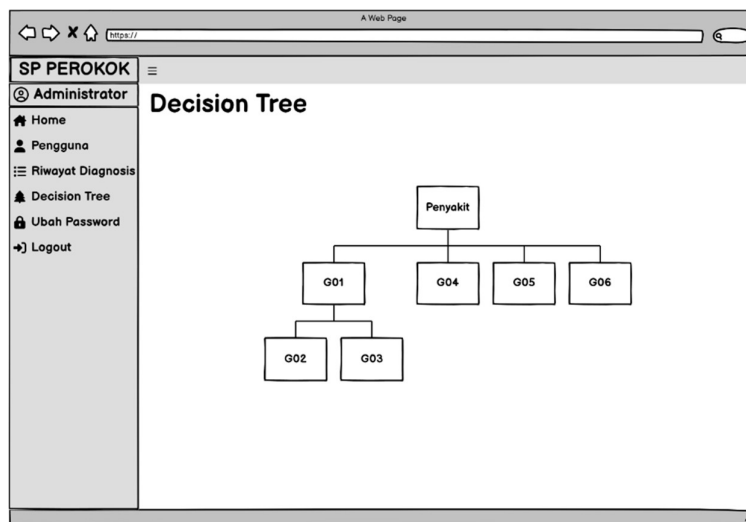 A Web Page
https://
SP PEROKOK
Administrator
Home
Pengguna
Riwayat Diagnosis
Decision Tree
Ubah Password
Logout
Decision Tree
Penyakit
G01 G04 G05 G06
G02 G03